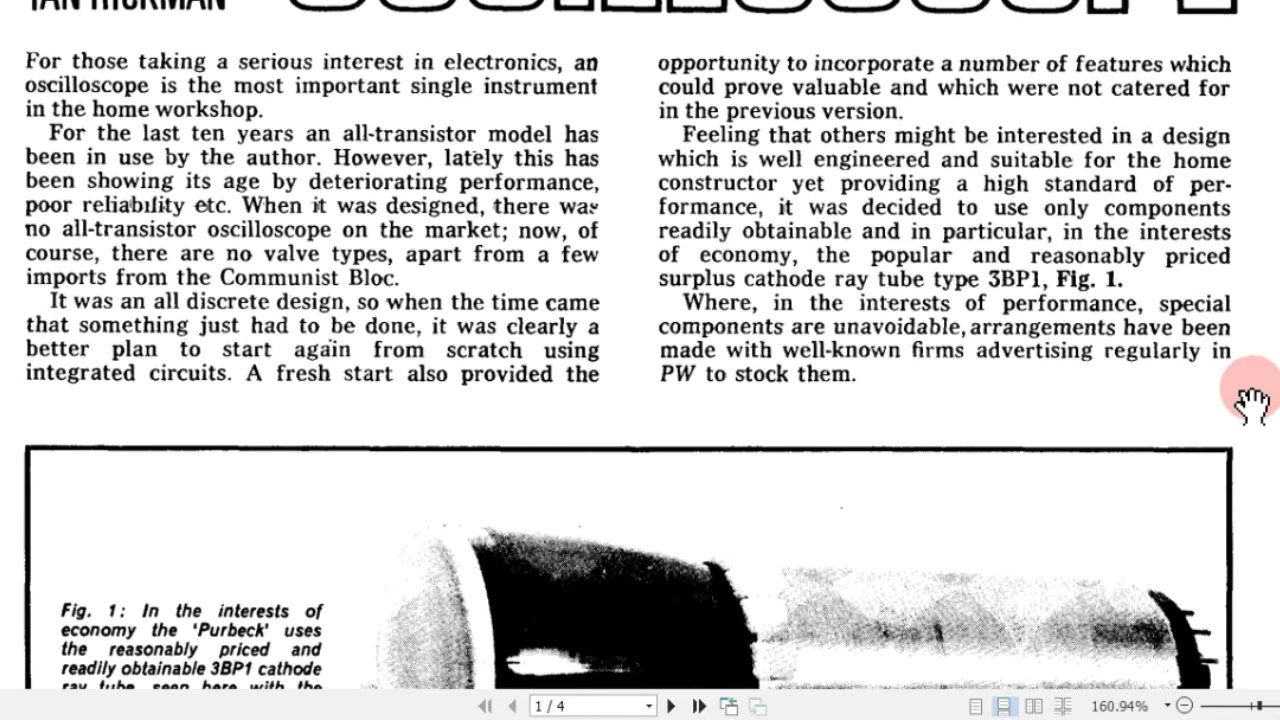 IAN HICKMAN
OSCILLOSCOPE
For those taking a serious interest in electronics, an
oscilloscope is the most important single instrument
in the home workshop.
For the last ten years an all-transistor model has
been in use by the author. However, lately this has
been showing its age by deteriorating performance,
poor reliability etc. When it was designed, there was
no all-transistor oscilloscope on the market; now, of
course, there are no valve types, apart from a few
imports from the Communist Bloc.
It was an all discrete design, so when the time came
that something just had to be done, it was clearly a
better plan to start again from scratch using
integrated circuits. A fresh start also provided the
opportunity to incorporate a number of features which
could prove valuable and which were not catered for
in the previous version.
Feeling that others might be interested in a design
which is well engineered and suitable for the home
constructor yet providing a high standard of per-
formance, it was decided to use only components
readily obtainable and in particular, in the interests
of economy, the popular and reasonably priced
surplus cathode ray tube type 3BP1, Fig. 1.
Where, in the interests of performance, special
components are unavoidable, arrangements have been
made with well-known firms advertising regularly in
PW to stock them.
Fig. 1: In the interests of
economy the 'Purbeck' uses
the reasonably priced and
readily obtainable 3BP1 cathode
ray tube, seen here with the
1 / 4
160.94%